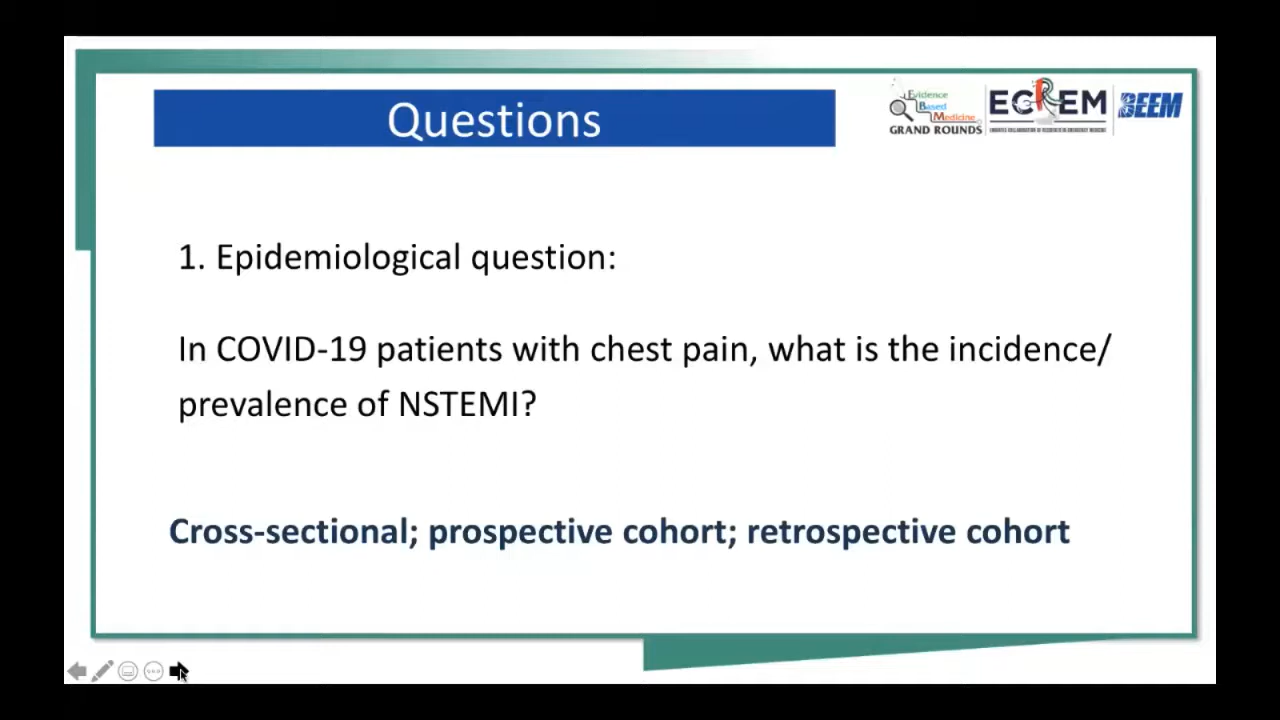 Questions
Evidence
Based
Medicine
GRAND ROUNDS
ECREM
BEEM
1. Epidemiological question:
In COVID-19 patients with chest pain, what is the incidence/
prevalence of NSTEMI?
Cross-sectional; prospective cohort; retrospective cohort